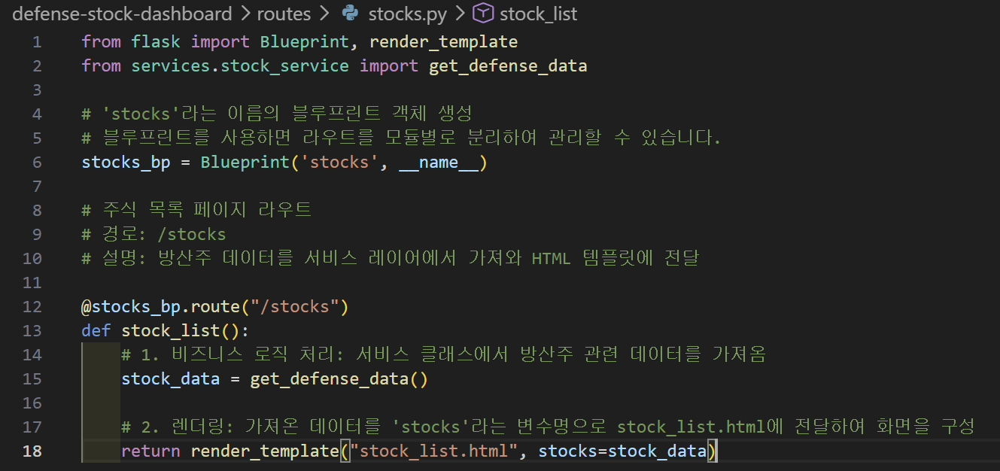 defense-stock-dashboard > routes > stocks.py > stock_list
1 from flask import Blueprint, render_template
2 from services.stock_service import get_defense_data
3
4 # 'stocks'라는 이름의 블루프린트 객체 생성
5 # 블루프린트를 사용하면 라우트를 모듈별로 분리하여 관리할 수 있습니다.
6 stocks_bp = Blueprint('stocks', __name__)
7
8 # 주식 목록 페이지 라우트
9 # 경로: /stocks
10 # 설명: 방산주 데이터를 서비스 레이어에서 가져와 HTML 템플릿에 전달
11
12 @stocks_bp.route("/stocks")
13 def stock_list():
14     # 1. 비즈니스 로직 처리: 서비스 클래스에서 방산주 관련 데이터를 가져옴
15     stock_data = get_defense_data()
16
17     # 2. 렌더링: 가져온 데이터를 'stocks'라는 변수명으로 stock_list.html에 전달하여 화면을 구성
18     return render_template("stock_list.html", stocks=stock_data)